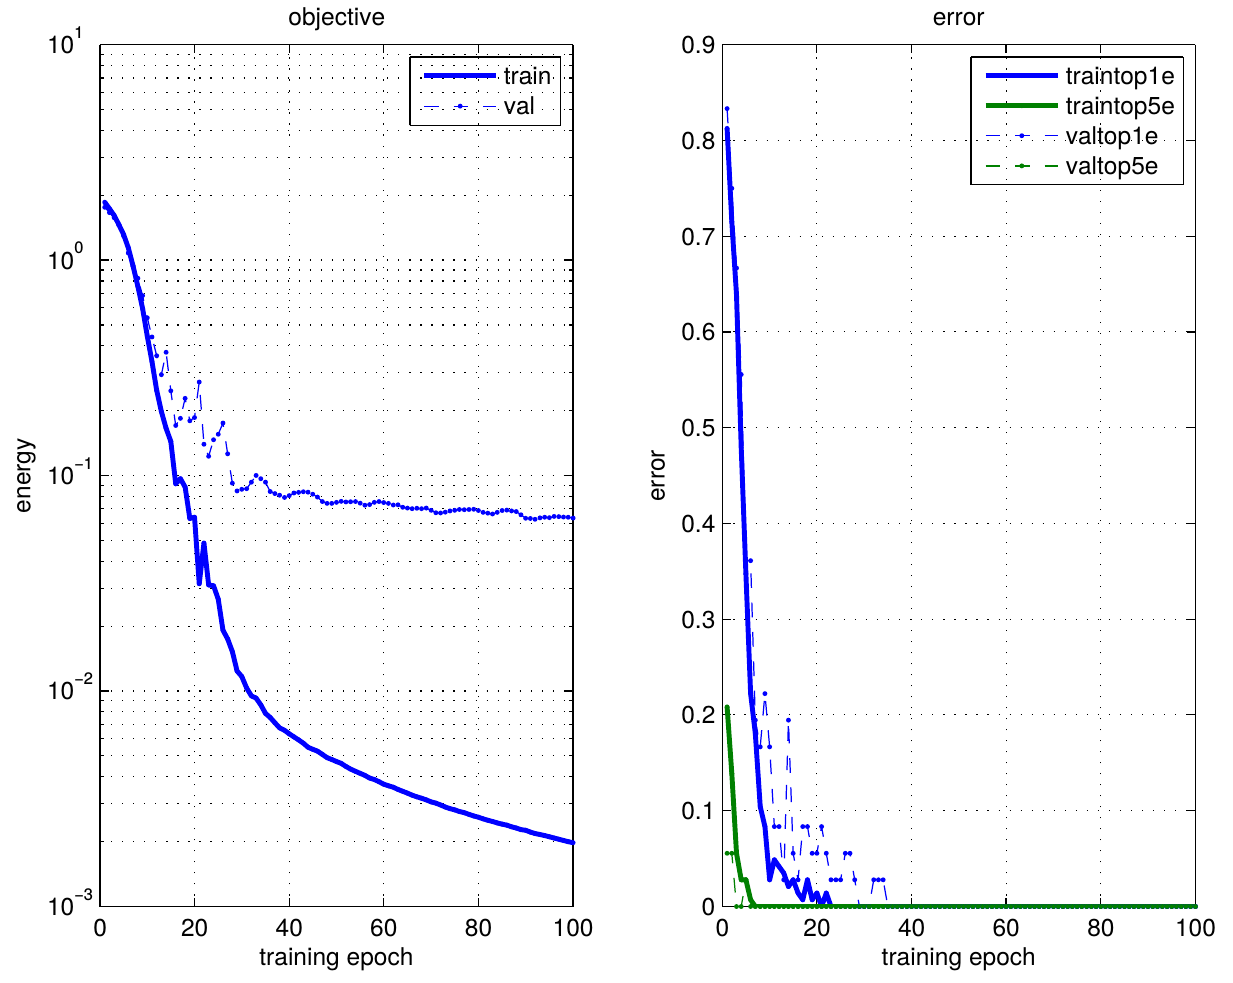 objective
10^1
10^0
10^−1
10^−2
10^−3
energy
0 20 40 60 80 100
training epoch
train
val
error
0.9
0.8
0.7
0.6
0.5
0.4
0.3
0.2
0.1
0
error
0 20 40 60 80 100
training epoch
traintop1e
traintop5e
valtop1e
valtop5e